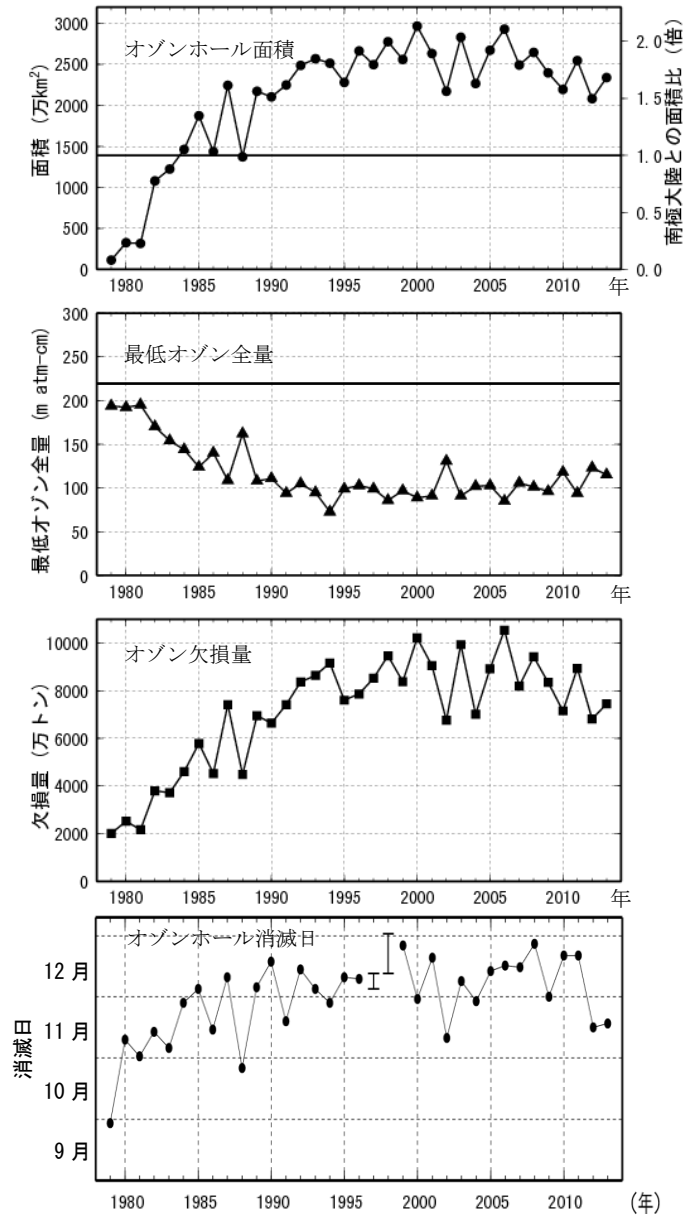 オゾンホール面積
面積 (万km²)
3000
2500
2000
1500
1000
500
0
2.0
1.5
1.0
0.5
0.0
南極大陸との面積比 (倍)
1980 1985 1990 1995 2000 2005 2010 年
最低オゾン全量
最低オゾン全量 (m atm-cm)
300
250
200
150
100
50
0
1980 1985 1990 1995 2000 2005 2010 年
オゾン欠損量
欠損量 (万トン)
10000
8000
6000
4000
2000
0
1980 1985 1990 1995 2000 2005 2010 年
オゾンホール消滅日
消滅日
12 月
11 月
10 月
9 月
1980 1985 1990 1995 2000 2005 2010 (年)